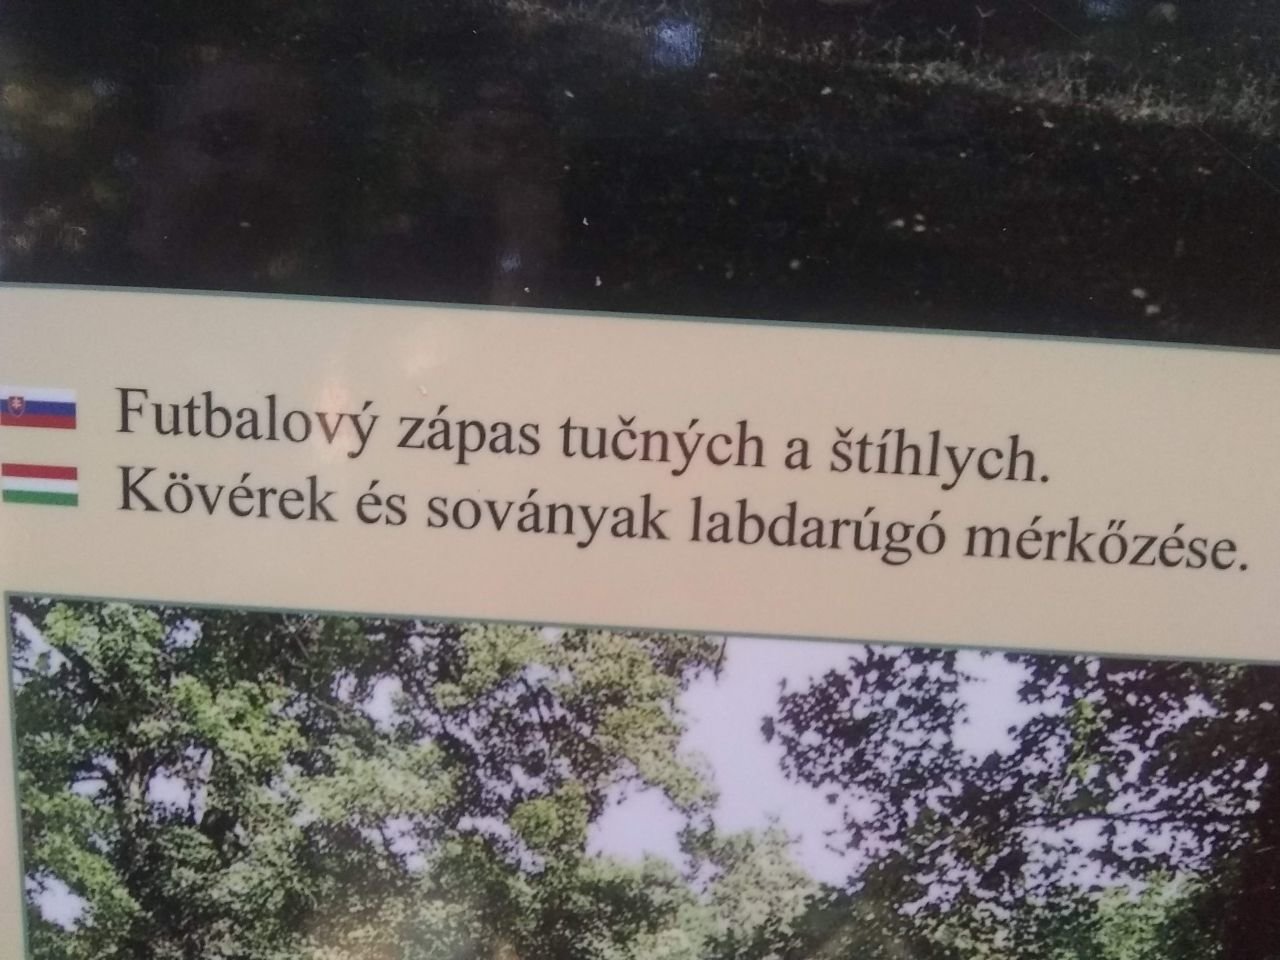 Futbalový zápas tučných a štíhlych.
Kövérek és soványak labdarúgó mérkőzése.